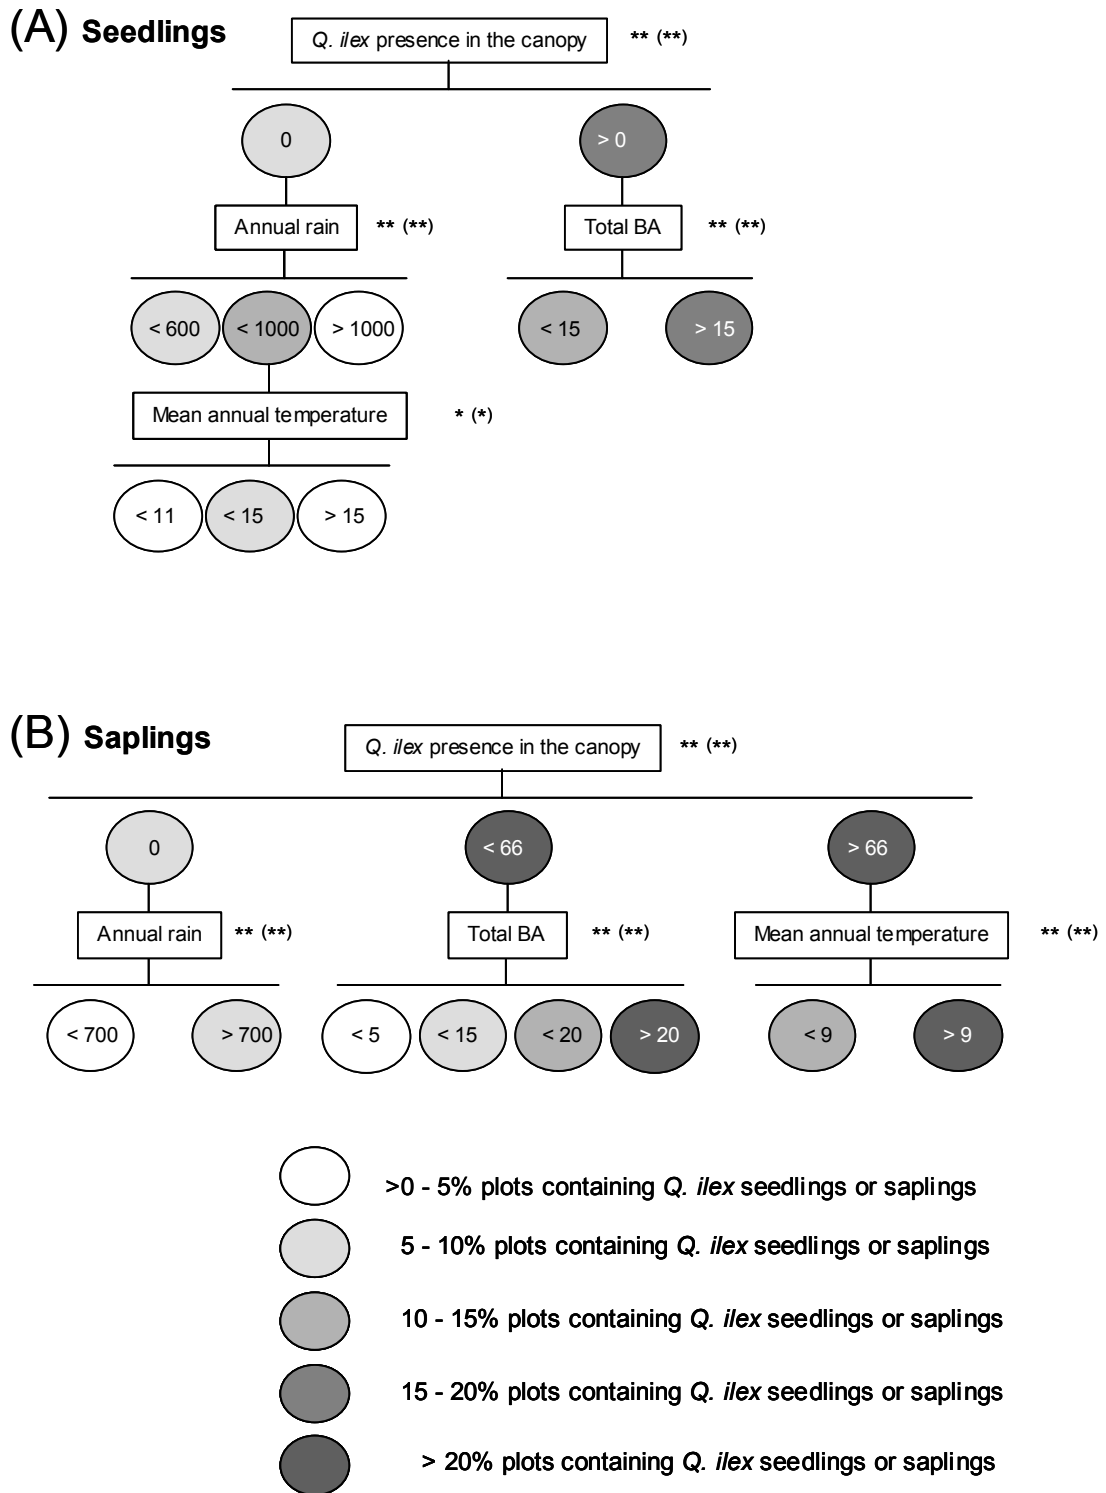 (A) Seedlings
Q. ilex presence in the canopy ** (**)
0 > 0
Annual rain ** (**) Total BA ** (**)
< 600 < 1000 > 1000 < 15 > 15
Mean annual temperature * (*)
< 11 < 15 > 15
(B) Saplings
Q. ilex presence in the canopy ** (**)
0 < 66 > 66
Annual rain ** (**) Total BA ** (**) Mean annual temperature ** (**)
< 700 > 700 < 5 < 15 < 20 > 20 < 9 > 9
>0 - 5% plots containing Q. ilex seedlings or saplings
5 - 10% plots containing Q. ilex seedlings or saplings
10 - 15% plots containing Q. ilex seedlings or saplings
15 - 20% plots containing Q. ilex seedlings or saplings
> 20% plots containing Q. ilex seedlings or saplings